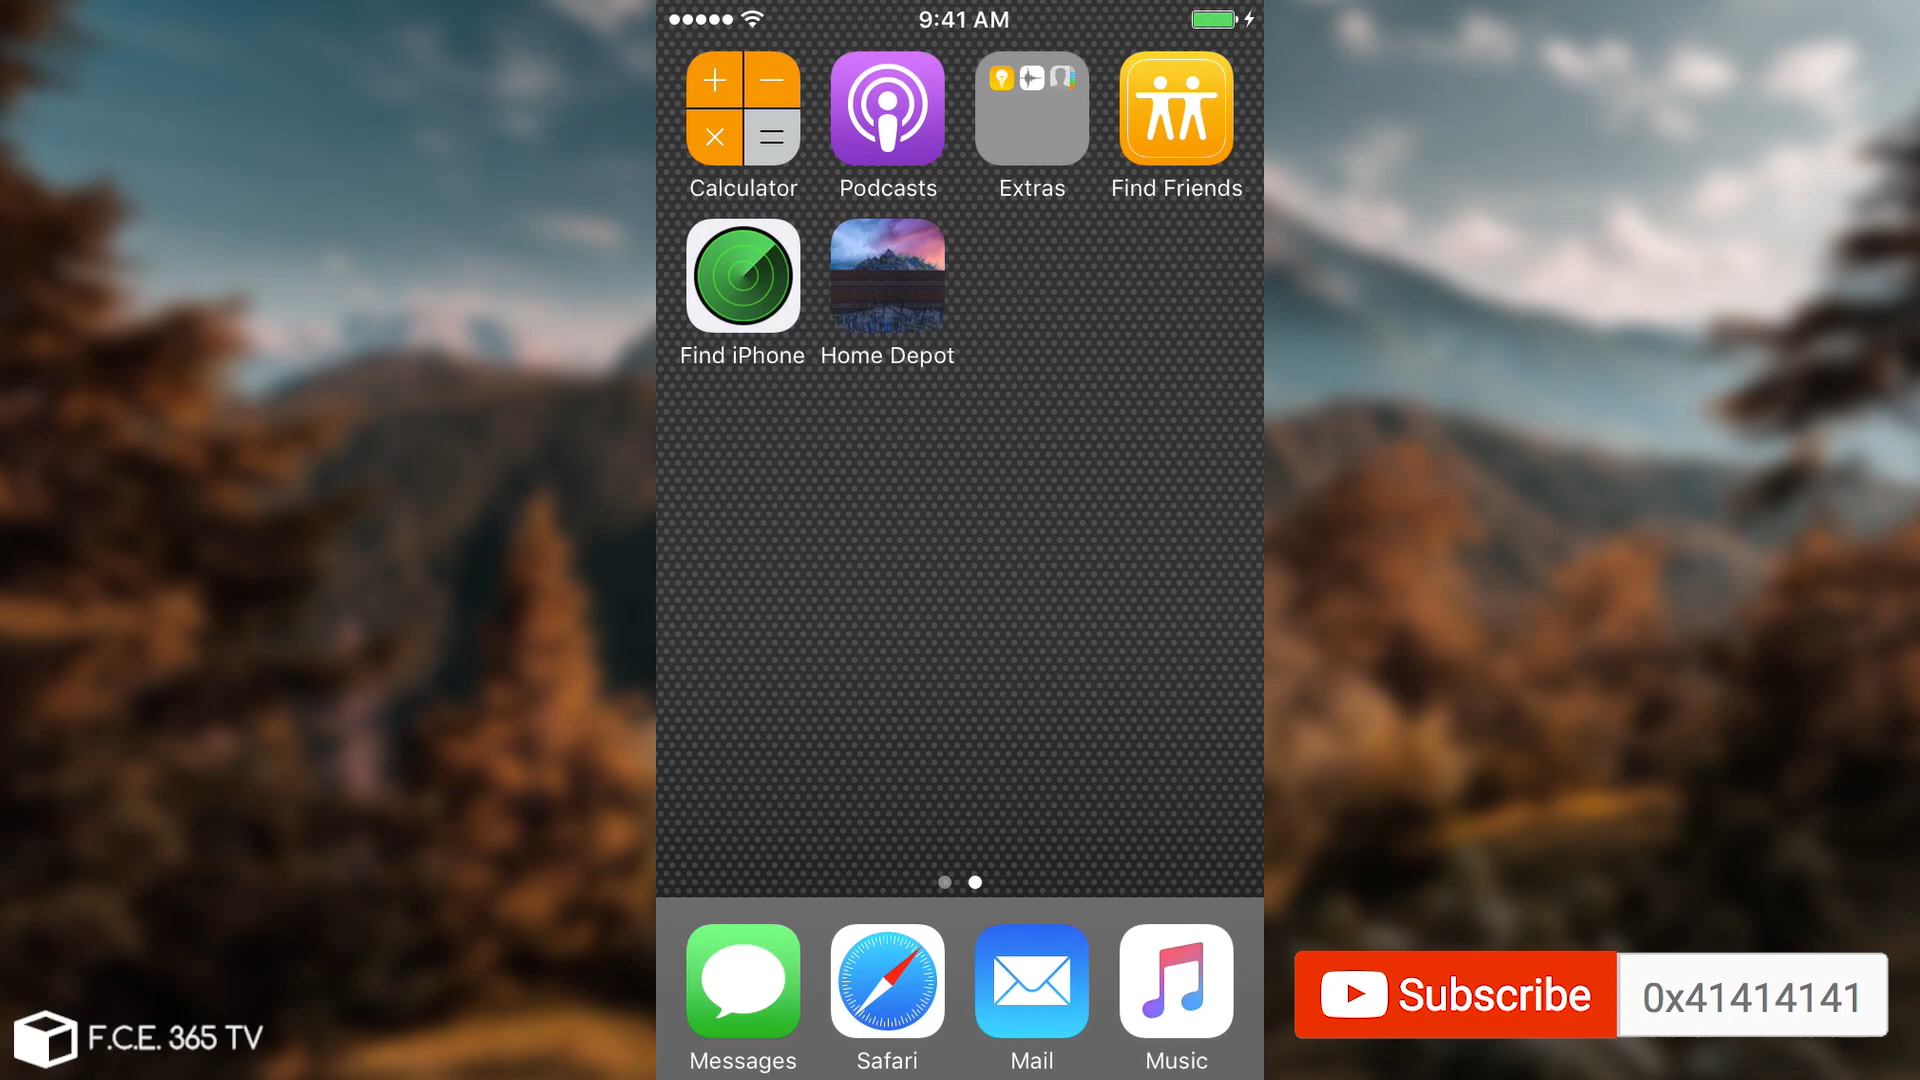 9:41 AM
Calculator
Podcasts
Extras
Find Friends
Find iPhone
Home Depot
Messages
Safari
Mail
Music
F.C.E. 365 TV
Subscribe
0x41414141